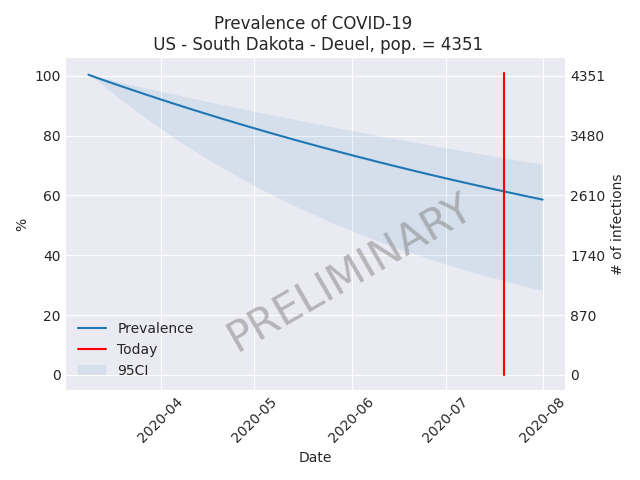 Prevalence of COVID-19
US - South Dakota - Deuel, pop. = 4351
100
80
60
40
20
0
%
4351
3480
2610
1740
870
0
# of infections
PRELIMINARY
Prevalence
Today
95CI
2020-04
2020-05
2020-06
2020-07
2020-08
Date